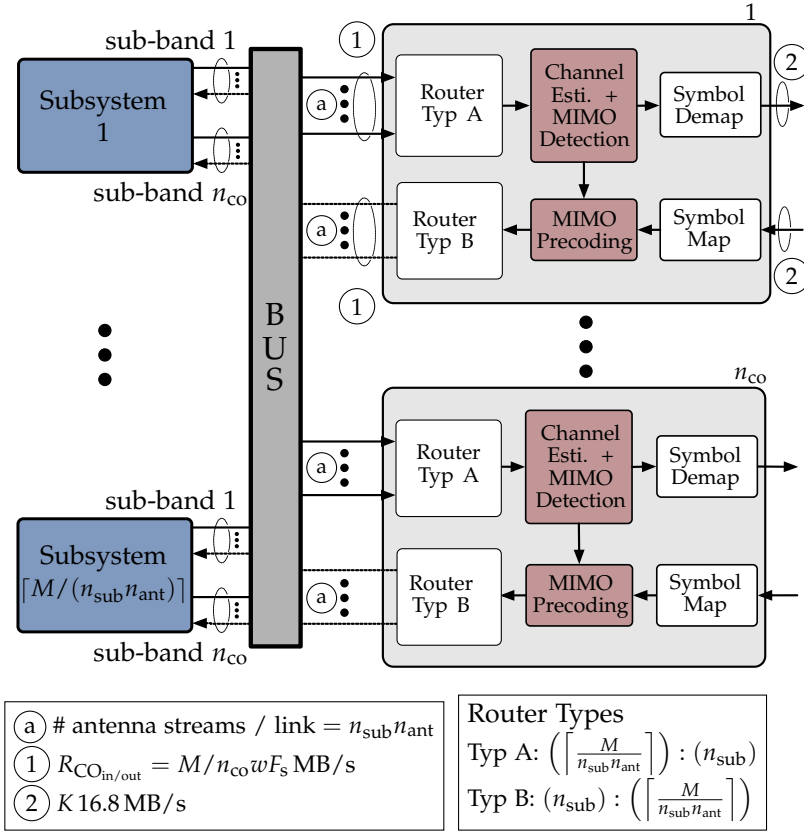 sub-band 1
Subsystem
1
sub-band n_co
B
U
S
1
a
a
1
1
Router
Typ A
Channel
Esti. +
MIMO
Detection
Symbol
Demap
2
Router
Typ B
MIMO
Precoding
Symbol
Map
2
sub-band 1
Subsystem
⌈M/(n_sub n_ant)⌉
sub-band n_co
a
a
n_co
Router
Typ A
Channel
Esti. +
MIMO
Detection
Symbol
Demap
Router
Typ B
MIMO
Precoding
Symbol
Map
a # antenna streams / link = n_sub n_ant
1 R_CO_in/out = M/n_co wF_s MB/s
2 K 16.8 MB/s
Router Types
Typ A: (⌈M/(n_sub n_ant)⌉) : (n_sub)
Typ B: (n_sub) : (⌈M/(n_sub n_ant)⌉)